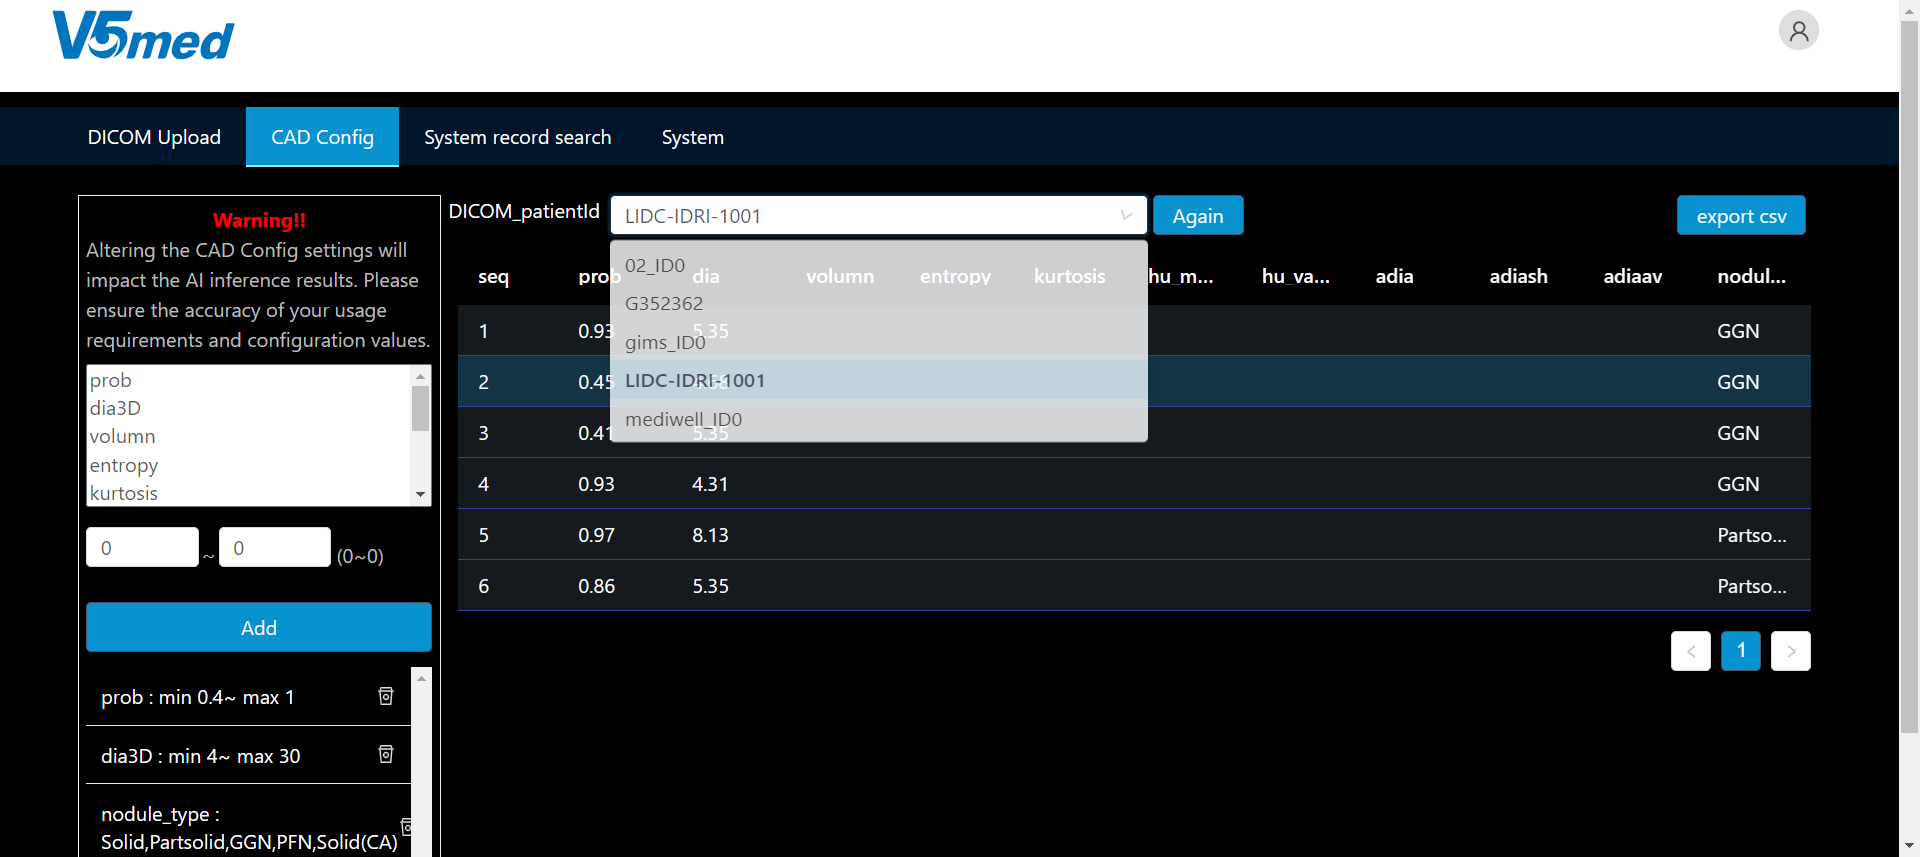 V5med
DICOM Upload
CAD Config
System record search
System
Warning!!
Altering the CAD Config settings will
impact the AI inference results. Please
ensure the accuracy of your usage
requirements and configuration values.
prob
dia3D
volumn
entropy
kurtosis
0 ~ 0 (0~0)
Add
prob : min 0.4~ max 1
dia3D : min 4~ max 30
nodule_type :
Solid,Partsolid,GGN,PFN,Solid(CA)
DICOM_patientId LIDC-IDRI-1001 Again export csv
02_ID0
G352362
gims_ID0
LIDC-IDRI-1001
mediwell_ID0
seq prob dia volumn entropy kurtosis hu_m... hu_va... adia adiash adiaav nodul...
1 0.93 5.35 GGN
2 0.45 GGN
3 0.41 5.35 GGN
4 0.93 4.31 GGN
5 0.97 8.13 Partso...
6 0.86 5.35 Partso...
< 1 >